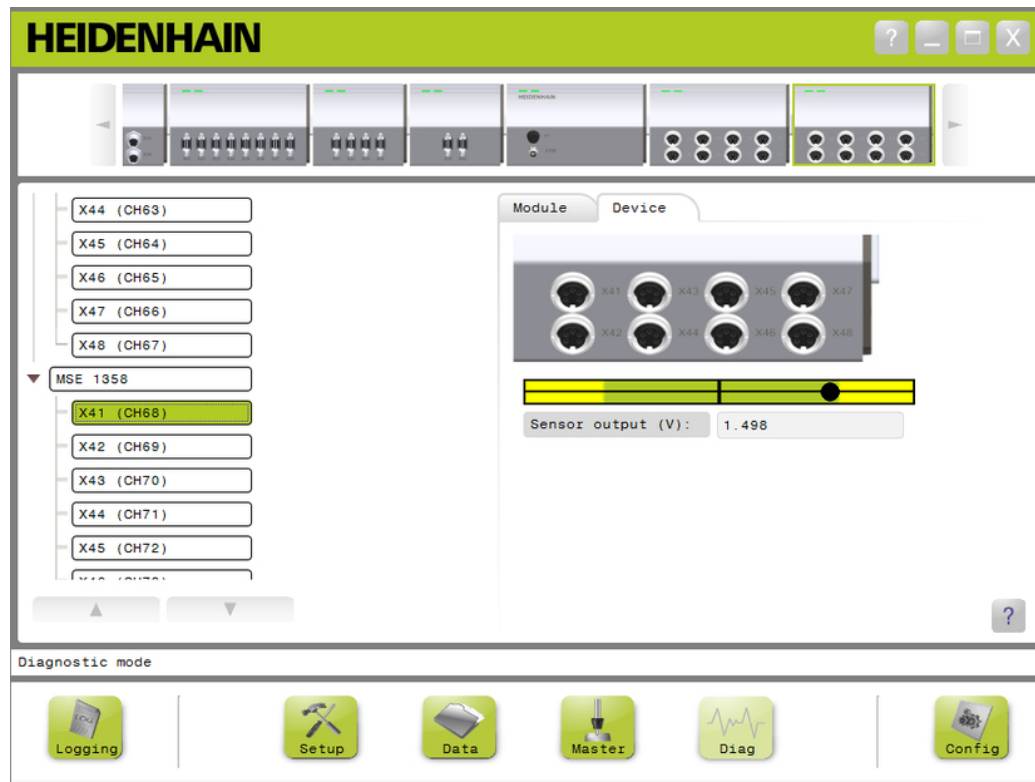 HEIDENHAIN
?
X
HEIDENHAIN
X44 (CH63)
X45 (CH64)
X46 (CH65)
X47 (CH66)
X48 (CH67)
MSE 1358
X41 (CH68)
X42 (CH69)
X43 (CH70)
X44 (CH71)
X45 (CH72)
Module Device
X41 X43 X45 X47
X42 X44 X46 X48
Sensor output (V): 1.498
?
Diagnostic mode
LOG
Logging Setup Data Master Diag Config